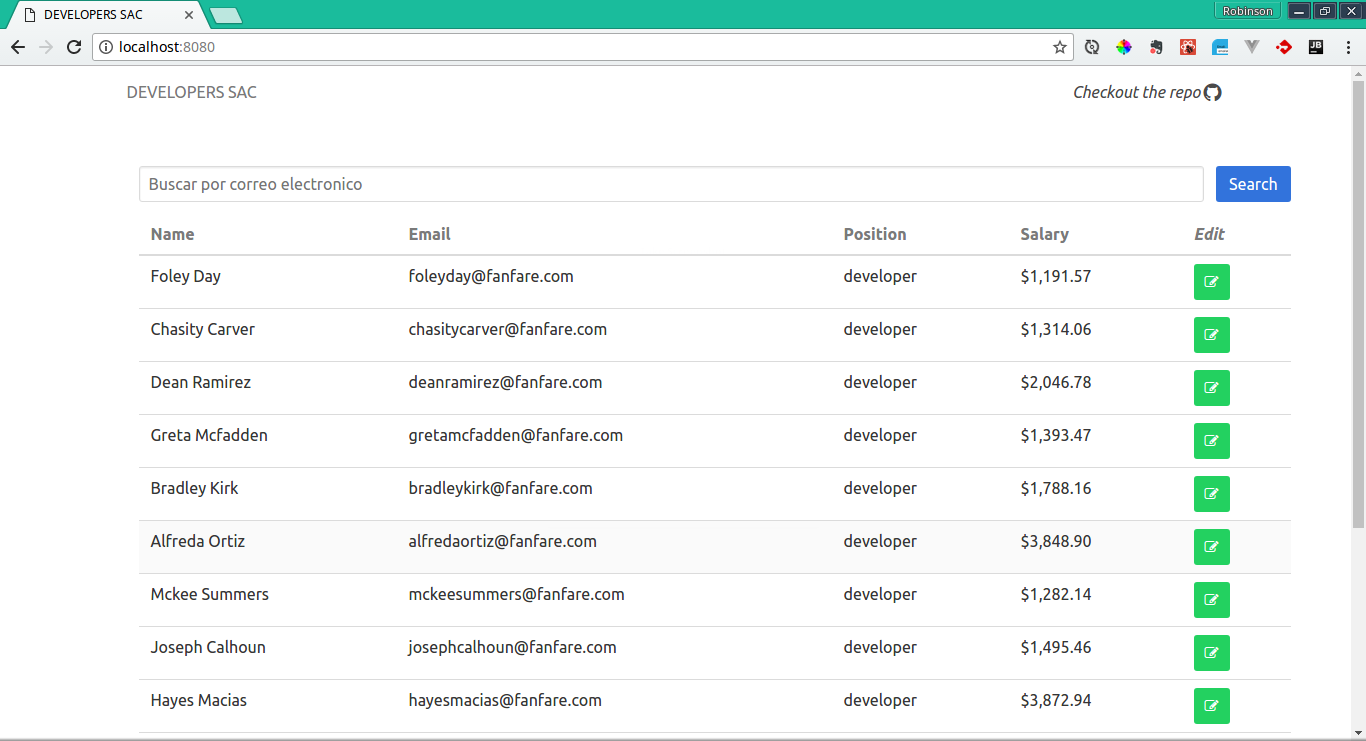 DEVELOPERS SAC
Robinson
localhost:8080
JB
DEVELOPERS SAC
Checkout the repo
Buscar por correo electronico
Search
Name Email Position Salary Edit
Foley Day foleyday@fanfare.com developer $1,191.57
Chasity Carver chasitycarver@fanfare.com developer $1,314.06
Dean Ramirez deanramirez@fanfare.com developer $2,046.78
Greta Mcfadden gretamcfadden@fanfare.com developer $1,393.47
Bradley Kirk bradleykirk@fanfare.com developer $1,788.16
Alfreda Ortiz alfredaortiz@fanfare.com developer $3,848.90
Mckee Summers mckeesummers@fanfare.com developer $1,282.14
Joseph Calhoun josephcalhoun@fanfare.com developer $1,495.46
Hayes Macias hayesmacias@fanfare.com developer $3,872.94